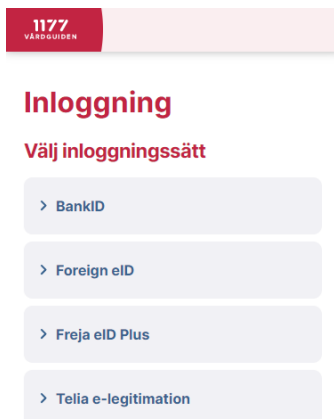 1177
VÅRDGUIDEN
Inloggning
Välj inloggningssätt
BankID
Foreign eID
Freja eID Plus
Telia e-legitimation